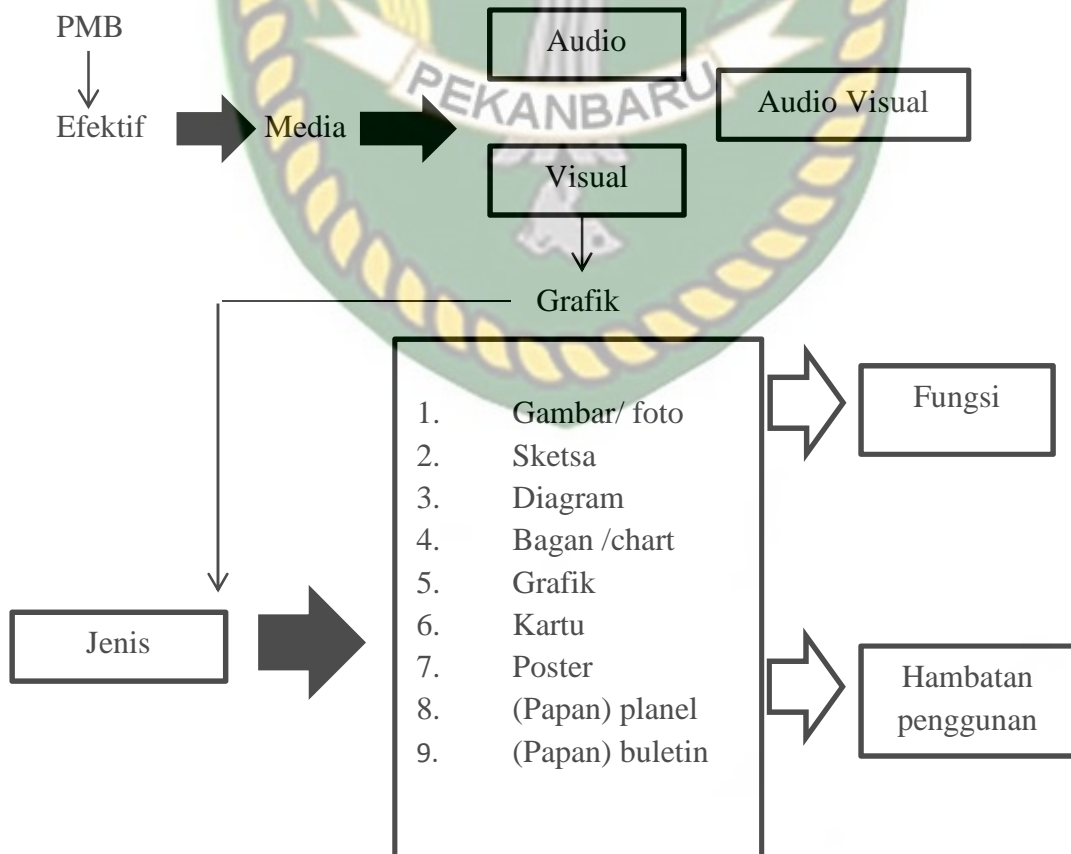 PMB
Audio
PEKANBARU
Audio Visual
Efektif
Media
Visual
Grafik
1. Gambar/ foto
2. Sketsa
3. Diagram
4. Bagan /chart
5. Grafik
6. Kartu
7. Poster
8. (Papan) planel
9. (Papan) buletin
Fungsi
Jenis
Hambatan
penggunan